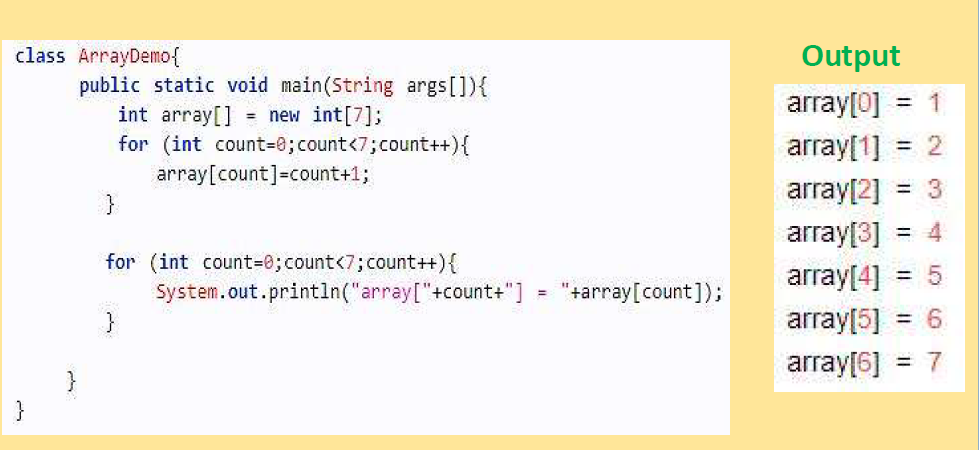 class ArrayDemo{
public static void main(String args[]){
int array[] = new int[7];
for (int count=0;count<7;count++){
array[count]=count+1;
}
for (int count=0;count<7;count++){
System.out.println("array["+count+"] = "+array[count]);
}
}
}
Output
array[0] = 1
array[1] = 2
array[2] = 3
array[3] = 4
array[4] = 5
array[5] = 6
array[6] = 7